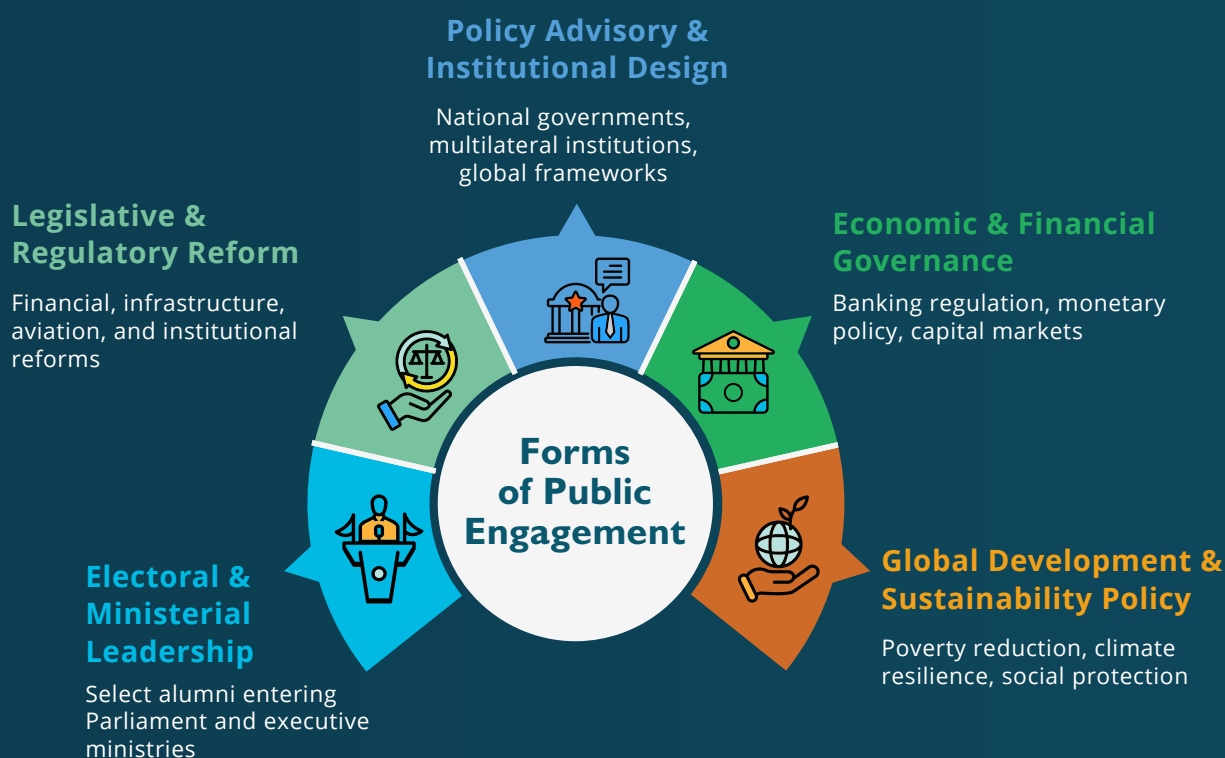 Policy Advisory &
Institutional Design
National governments,
multilateral institutions,
global frameworks
Legislative &
Regulatory Reform
Financial, infrastructure,
aviation, and institutional
reforms
Economic & Financial
Governance
Banking regulation, monetary
policy, capital markets
Forms
of Public
Engagement
Electoral &
Ministerial
Leadership
Select alumni entering
Parliament and executive
ministries
Global Development &
Sustainability Policy
Poverty reduction, climate
resilience, social protection